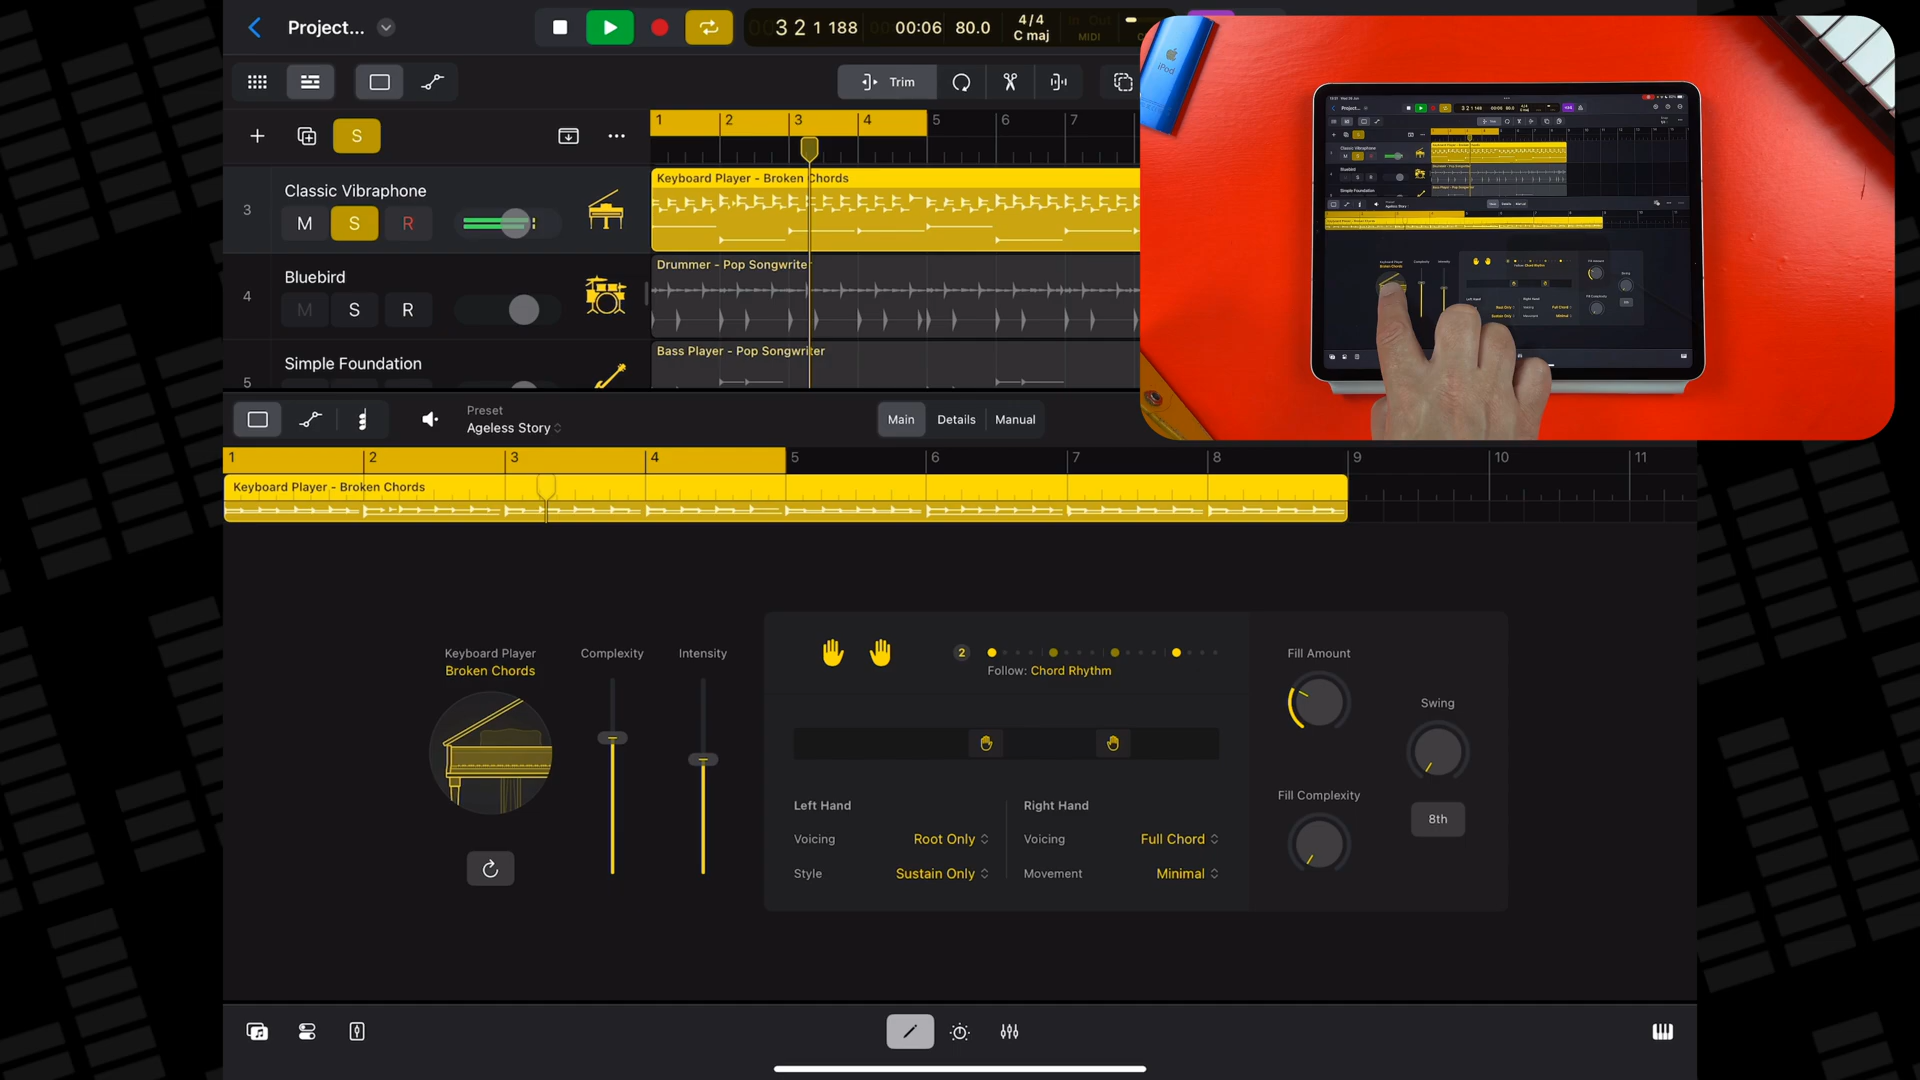 Project...
3 2 1 188
00:06
80.0
4/4
C maj
In Out
MIDI
Trim
S
1 2 3 4 5 6 7
3
Classic Vibraphone
M S R
Keyboard Player - Broken Chords
4
Bluebird
M S R
Drummer - Pop Songwriter
5
Simple Foundation
Bass Player - Pop Songwriter
iPod
Preset
Ageless Story
Main Details Manual
1 2 3 4 5 6 7 8 9 10 11
Keyboard Player - Broken Chords
Keyboard Player
Broken Chords
Complexity
Intensity
2
Follow: Chord Rhythm
Left Hand
Voicing Root Only
Style Sustain Only
Right Hand
Voicing Full Chord
Movement Minimal
Fill Amount
Fill Complexity
Swing
8th